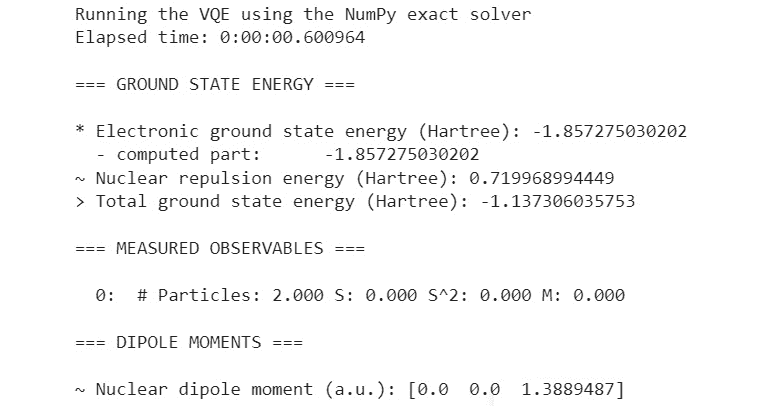 Running the VQE using the NumPy exact solver
Elapsed time: 0:00:00.600964
=== GROUND STATE ENERGY ===
* Electronic ground state energy (Hartree): -1.857275030202
- computed part: -1.857275030202
~ Nuclear repulsion energy (Hartree): 0.719968994449
> Total ground state energy (Hartree): -1.137306035753
=== MEASURED OBSERVABLES ===
0: # Particles: 2.000 S: 0.000 S^2: 0.000 M: 0.000
=== DIPOLE MOMENTS ===
~ Nuclear dipole moment (a.u.): [0.0 0.0 1.3889487]